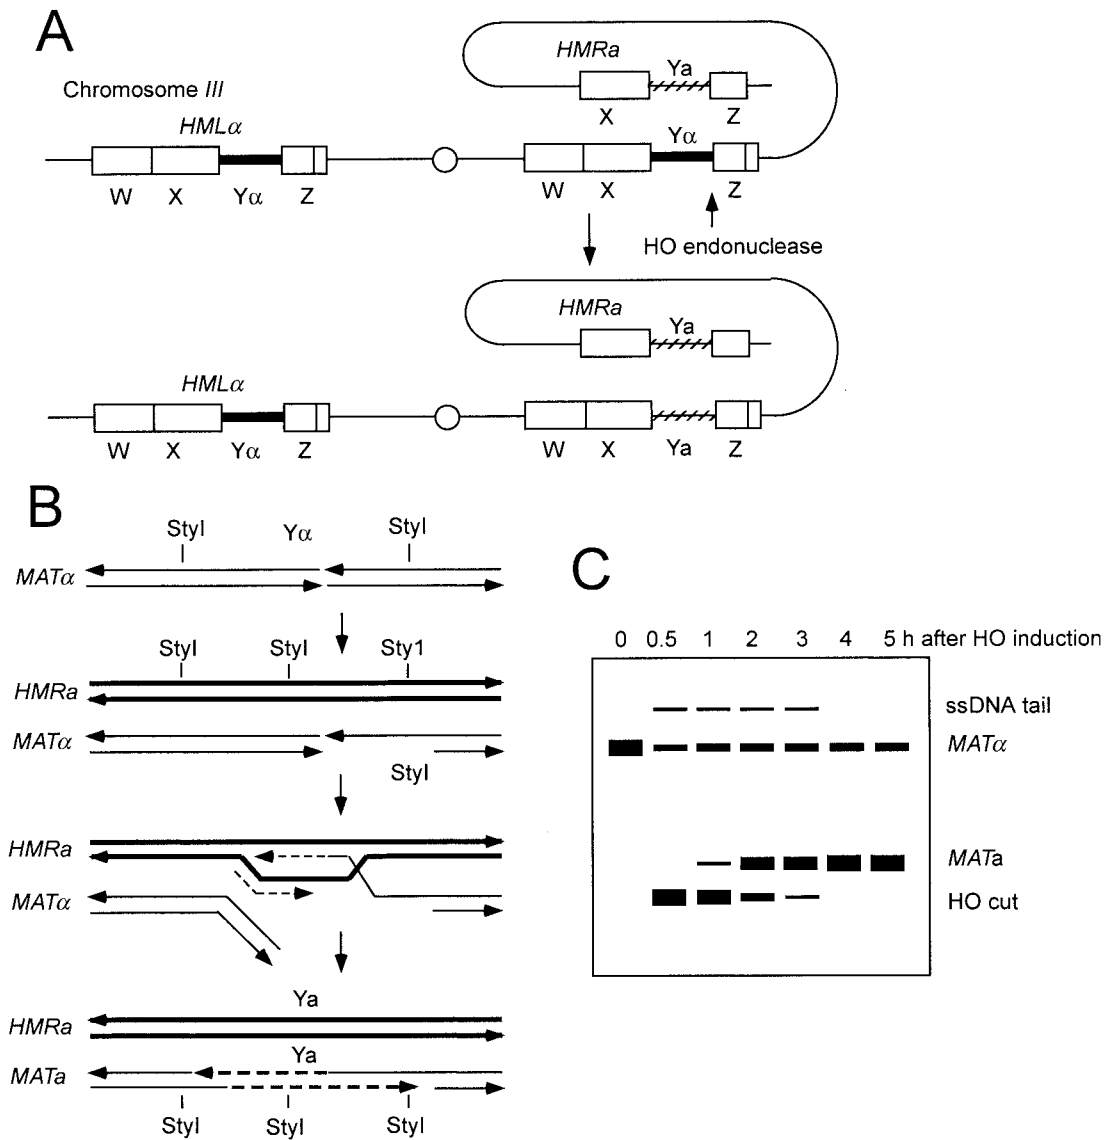 A
HMRa
Ya
Chromosome III
X
Z
HMLα
Yα
W X Yα Z
W X Z
HO endonuclease
HMRa
Ya
HMLα
W X Yα Z
W X Ya Z
B
StyI Yα StyI
MATα
StyI StyI Sty1
HMRa
MATα
StyI
HMRa
MATα
Ya
HMRa
Ya
MATa
StyI StyI StyI
C
0 0.5 1 2 3 4 5 h after HO induction
ssDNA tail
MATα
MATa
HO cut